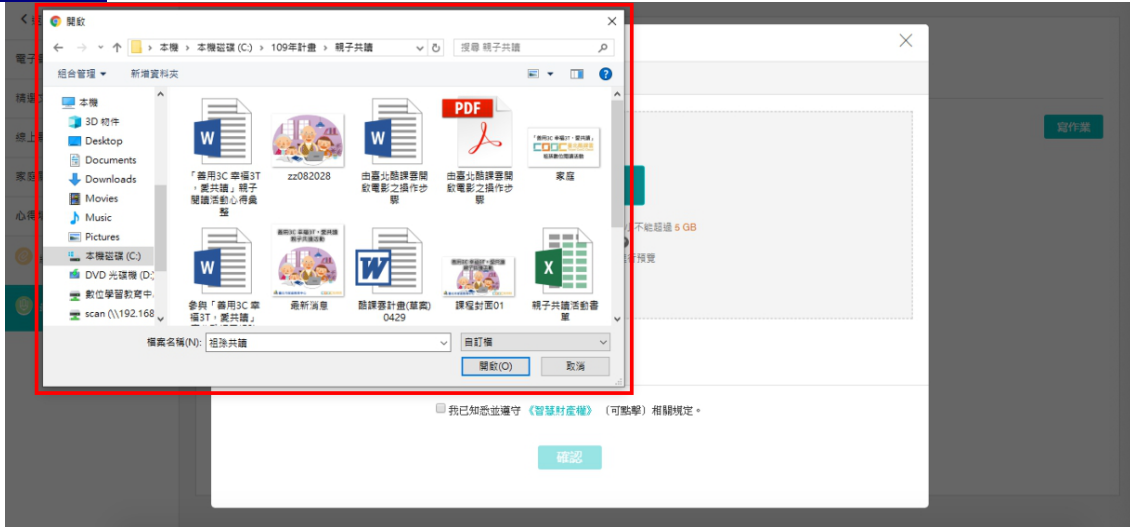 開啟
本機 › 本機磁碟 (C:) › 109年計畫 › 親子共讀
搜尋 親子共讀
組合管理
新增資料夾
本機
3D 物件
Desktop
Documents
Downloads
Movies
Music
Pictures
本機磁碟 (C:)
DVD 光碟機 (D:
數位學習教育中
scan (\\192.168
「善用3C 幸福3T
，愛共讀」親子
閱讀活動心得彙
整
zz082028
由臺北酷課雲開
啟電影之操作步
驟
PDF
由臺北酷課雲開
啟電影之操作步
驟
家庭
參與「善用3C 幸
福3T，愛共讀」
最新消息
酷課雲計畫(草案)
0429
課程封面01
親子共讀活動書
單
檔案名稱(N):
祖孫共讀
自訂檔
開啟(O)
取消
寫作業
不能超過 5 GB
行預覽
我已知悉並遵守 《智慧財產權》 （可點擊）相關規定。
確認